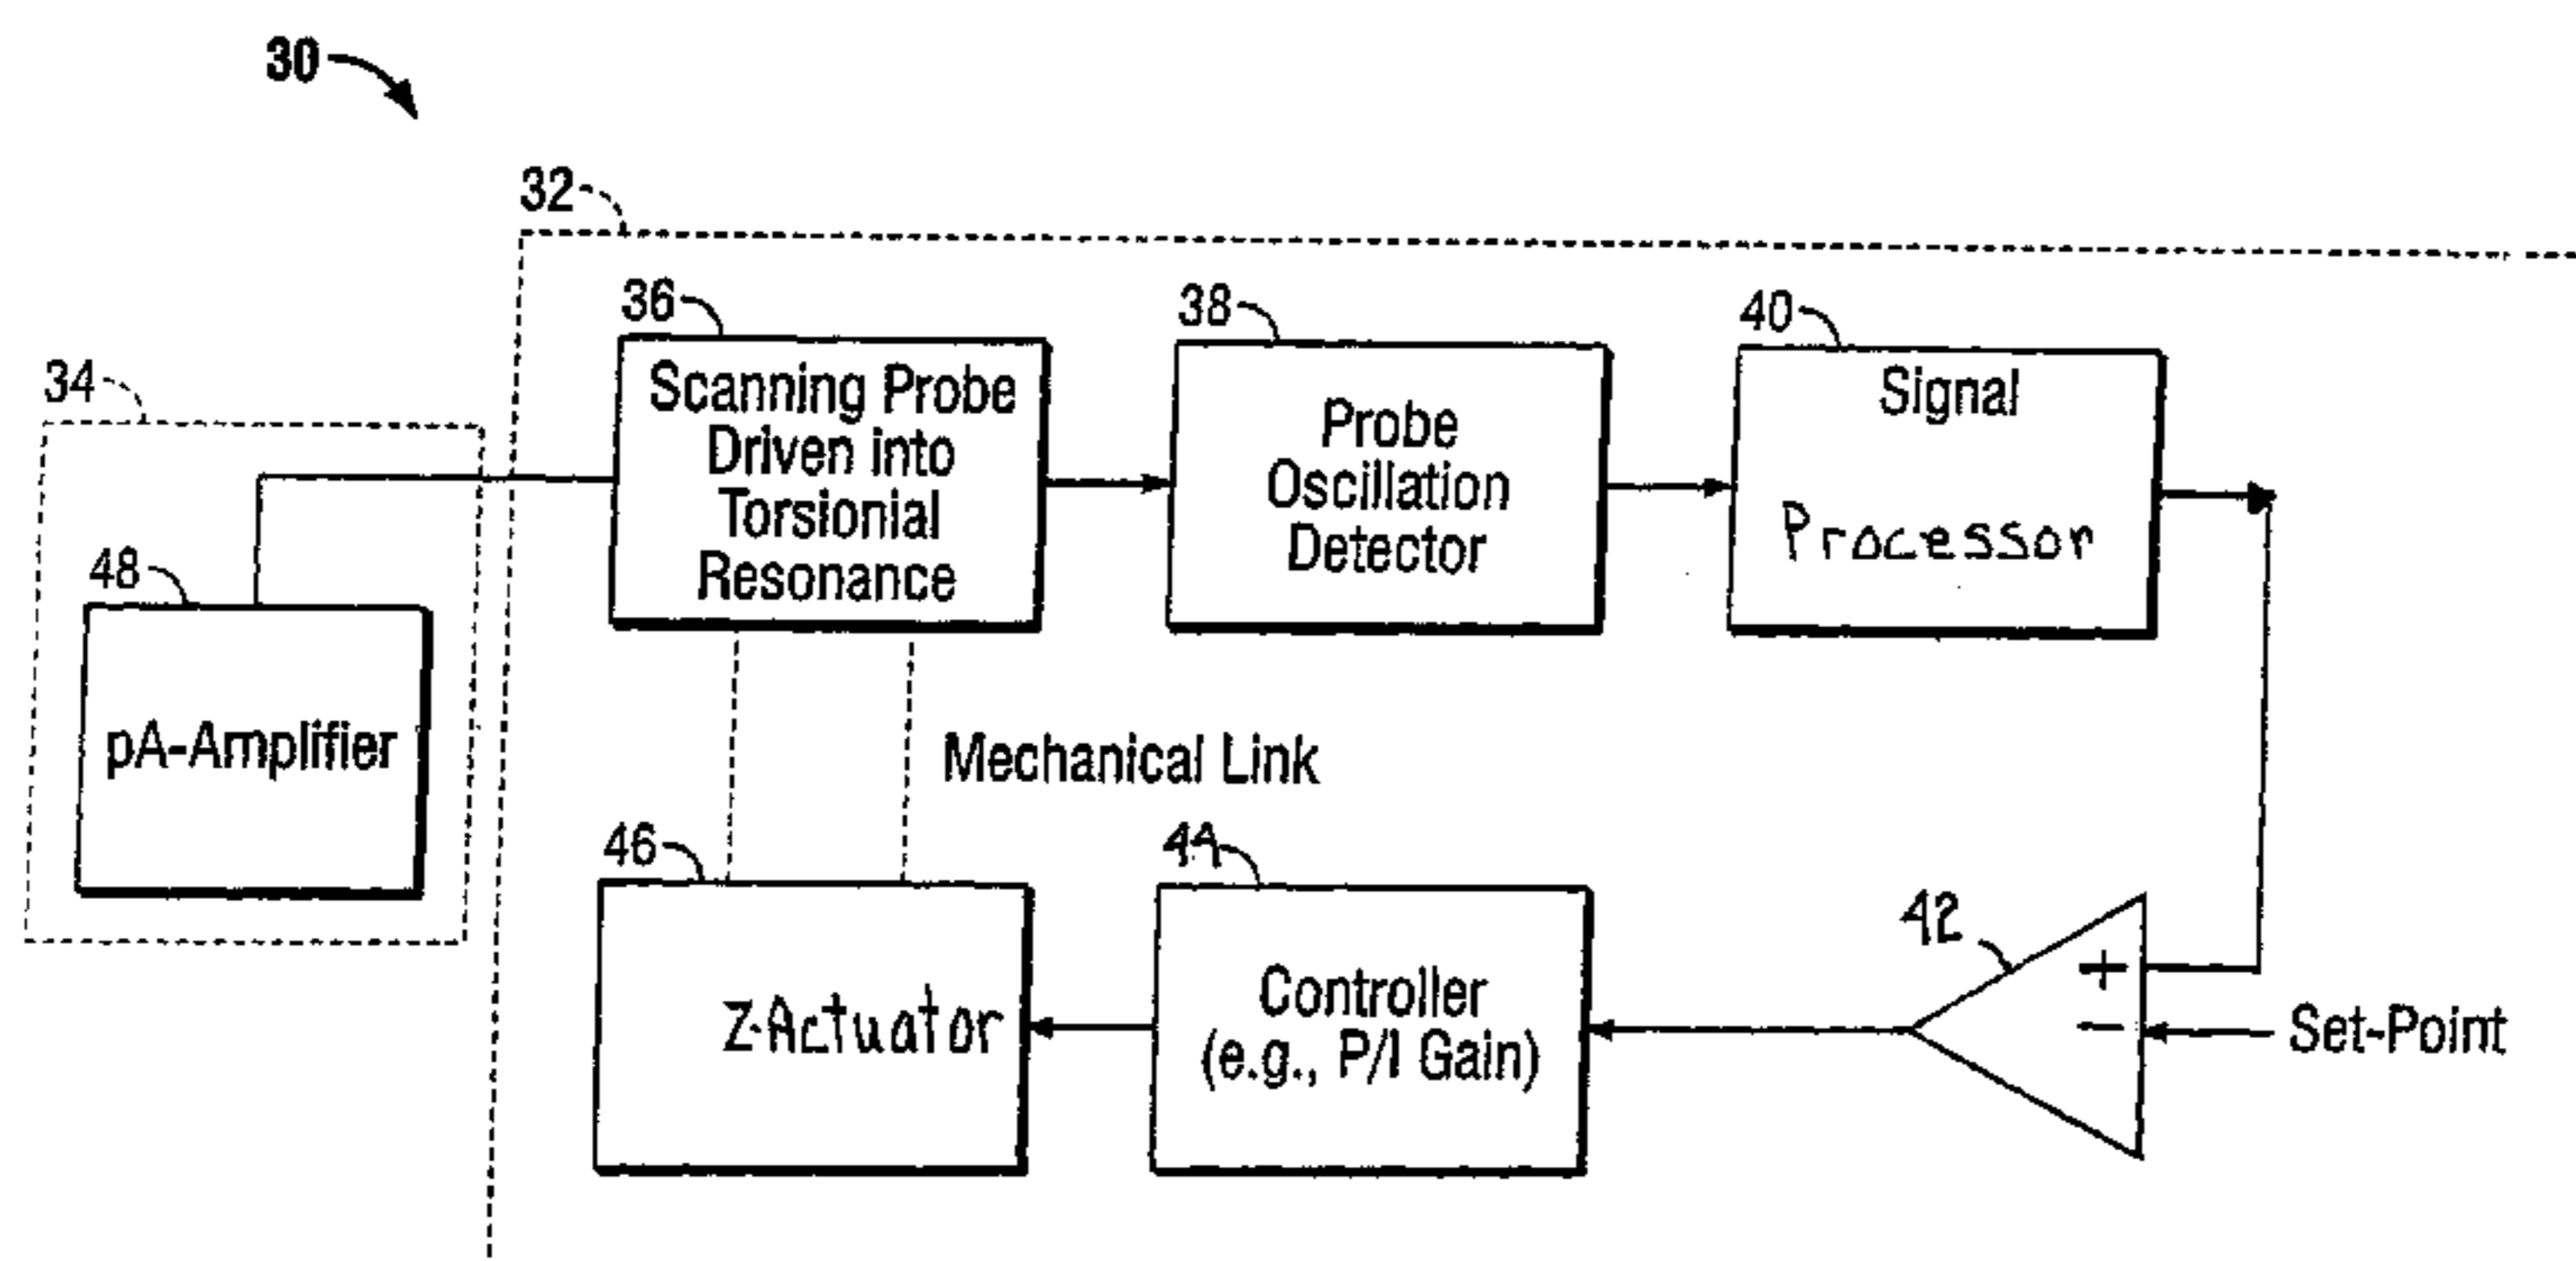 30
32
34
36
Scanning Probe
Driven into
Torsionial
Resonance
38
Probe
Oscillation
Detector
40
Signal
Processor
48
pA-Amplifier
Mechanical Link
46
Z-Actuator
44
Controller
(e.g., P/I Gain)
42
+
−
Set-Point